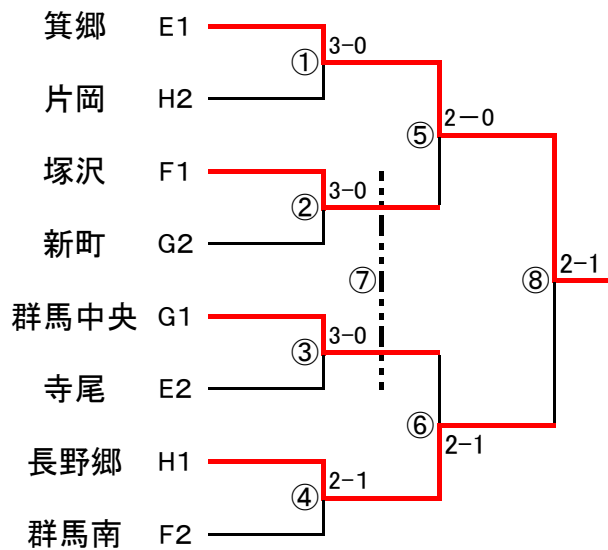 箕郷 E1
3-0
①
片岡 H2
2－0
⑤
塚沢 F1
3-0
②
新町 G2
⑦
⑧
2-1
群馬中央 G1
3-0
③
寺尾 E2
⑥
2-1
長野郷 H1
2-1
④
群馬南 F2